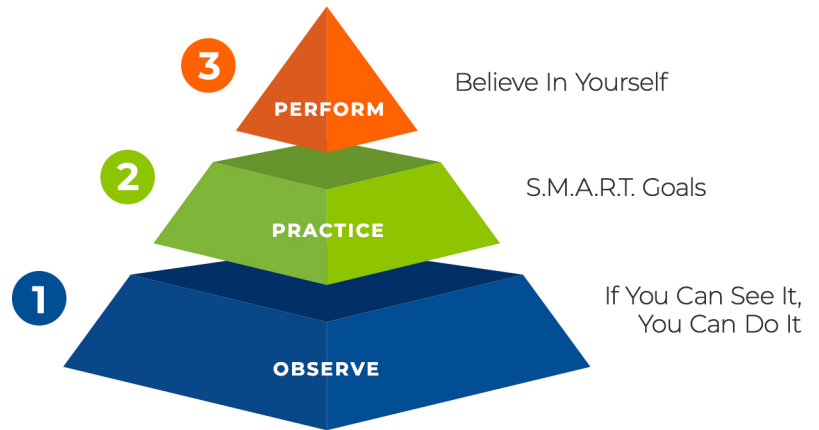 3
PERFORM
Believe In Yourself
2
PRACTICE
S.M.A.R.T. Goals
1
OBSERVE
If You Can See It,
You Can Do It